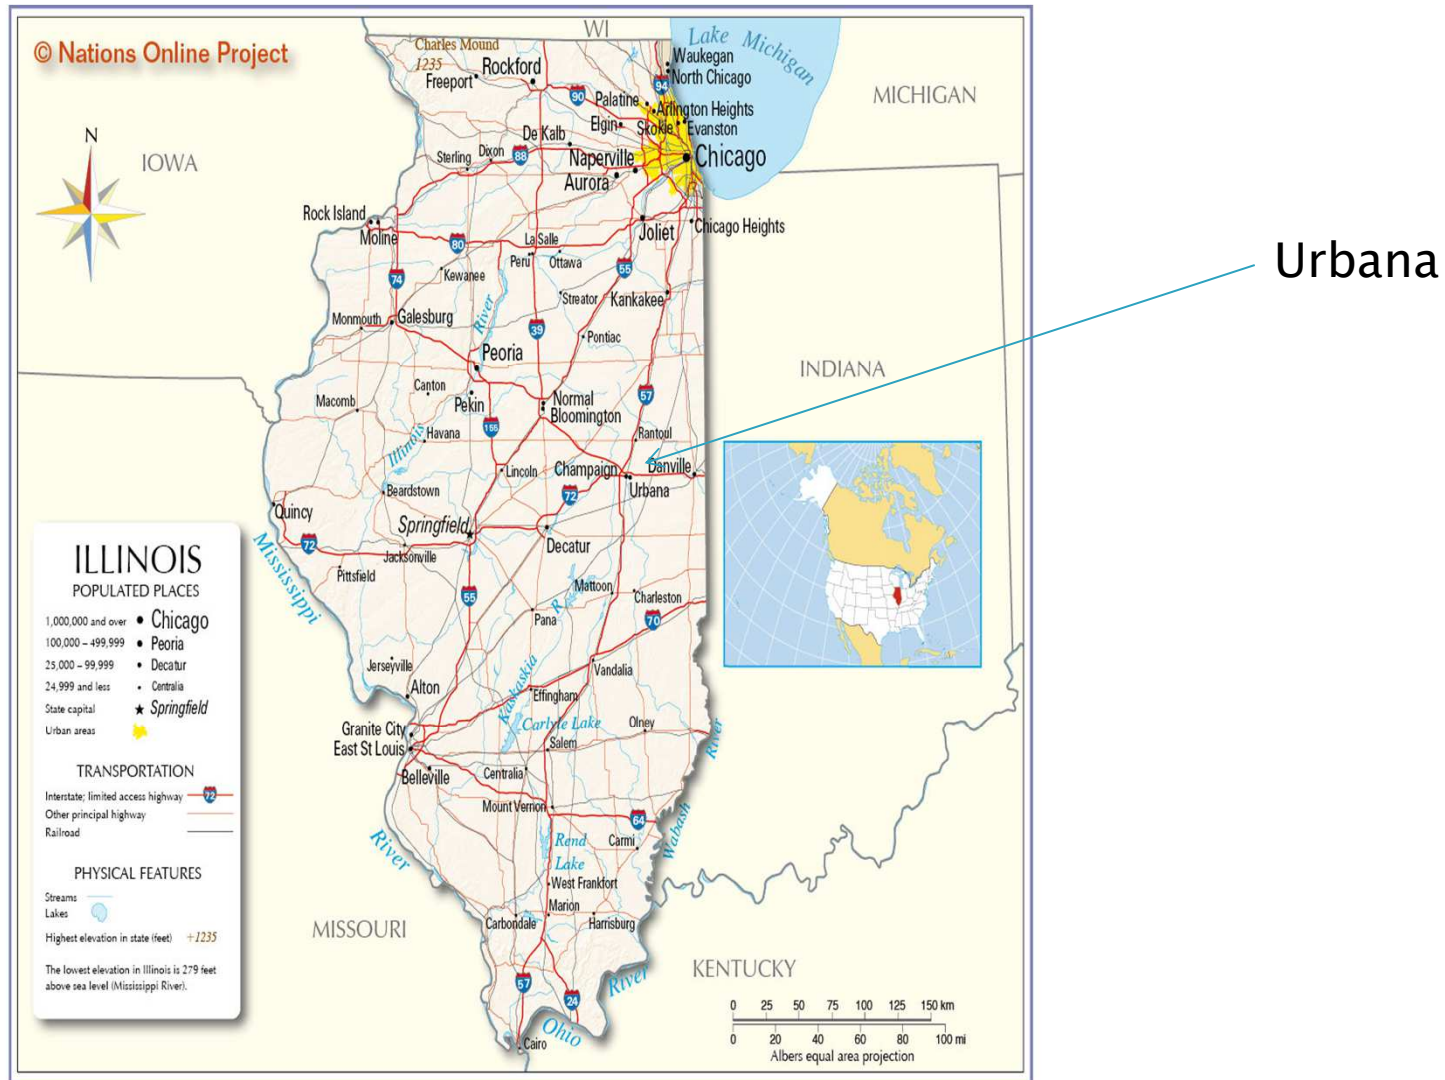 © Nations Online Project
WI
Lake Michigan
Charles Mound
1235
Freeport
Rockford
Waukegan
North Chicago
94
90
Palatine
Arlington Heights
MICHIGAN
Elgin
Skokie
Evanston
N
De Kalb
IOWA
Sterling
Dixon
88
Naperville
Chicago
Aurora
Rock Island
Moline
Joliet
Chicago Heights
80
La Salle
Peru
Ottawa
Urbana
74
Kewanee
55
Streator
Kankakee
River
Monmouth
Galesburg
39
Pontiac
Peoria
INDIANA
Canton
Macomb
Pekin
Normal
Bloomington
57
155
Havana
Rantoul
Illinois
Lincoln
Champaign
Danville
Urbana
Beardstown
72
Quincy
Springfield
Decatur
72
Jacksonville
Pittsfield
Mississippi
55
Mattoon
Charleston
R
Pana
70
Jerseyville
Vandalia
Kaskaskia
Alton
Effingham
Granite City
Carlyle Lake
Olney
East St Louis
Salem
River
Belleville
Centralia
Mount Vernon
64
Wabash
River
Rend
Lake
Carmi
West Frankfort
Marion
MISSOURI
Carbondale
Harrisburg
KENTUCKY
57
24
River
Ohio
Cairo
ILLINOIS
POPULATED PLACES
1,000,000 and over Chicago
100,000 – 499,999 Peoria
25,000 – 99,999 Decatur
24,999 and less Centralia
State capital Springfield
Urban areas
TRANSPORTATION
Interstate; limited access highway 72
Other principal highway
Railroad
PHYSICAL FEATURES
Streams
Lakes
Highest elevation in state (feet) +1235
The lowest elevation in Illinois is 279 feet
above sea level (Mississippi River).
0 25 50 75 100 125 150 km
0 20 40 60 80 100 mi
Albers equal area projection